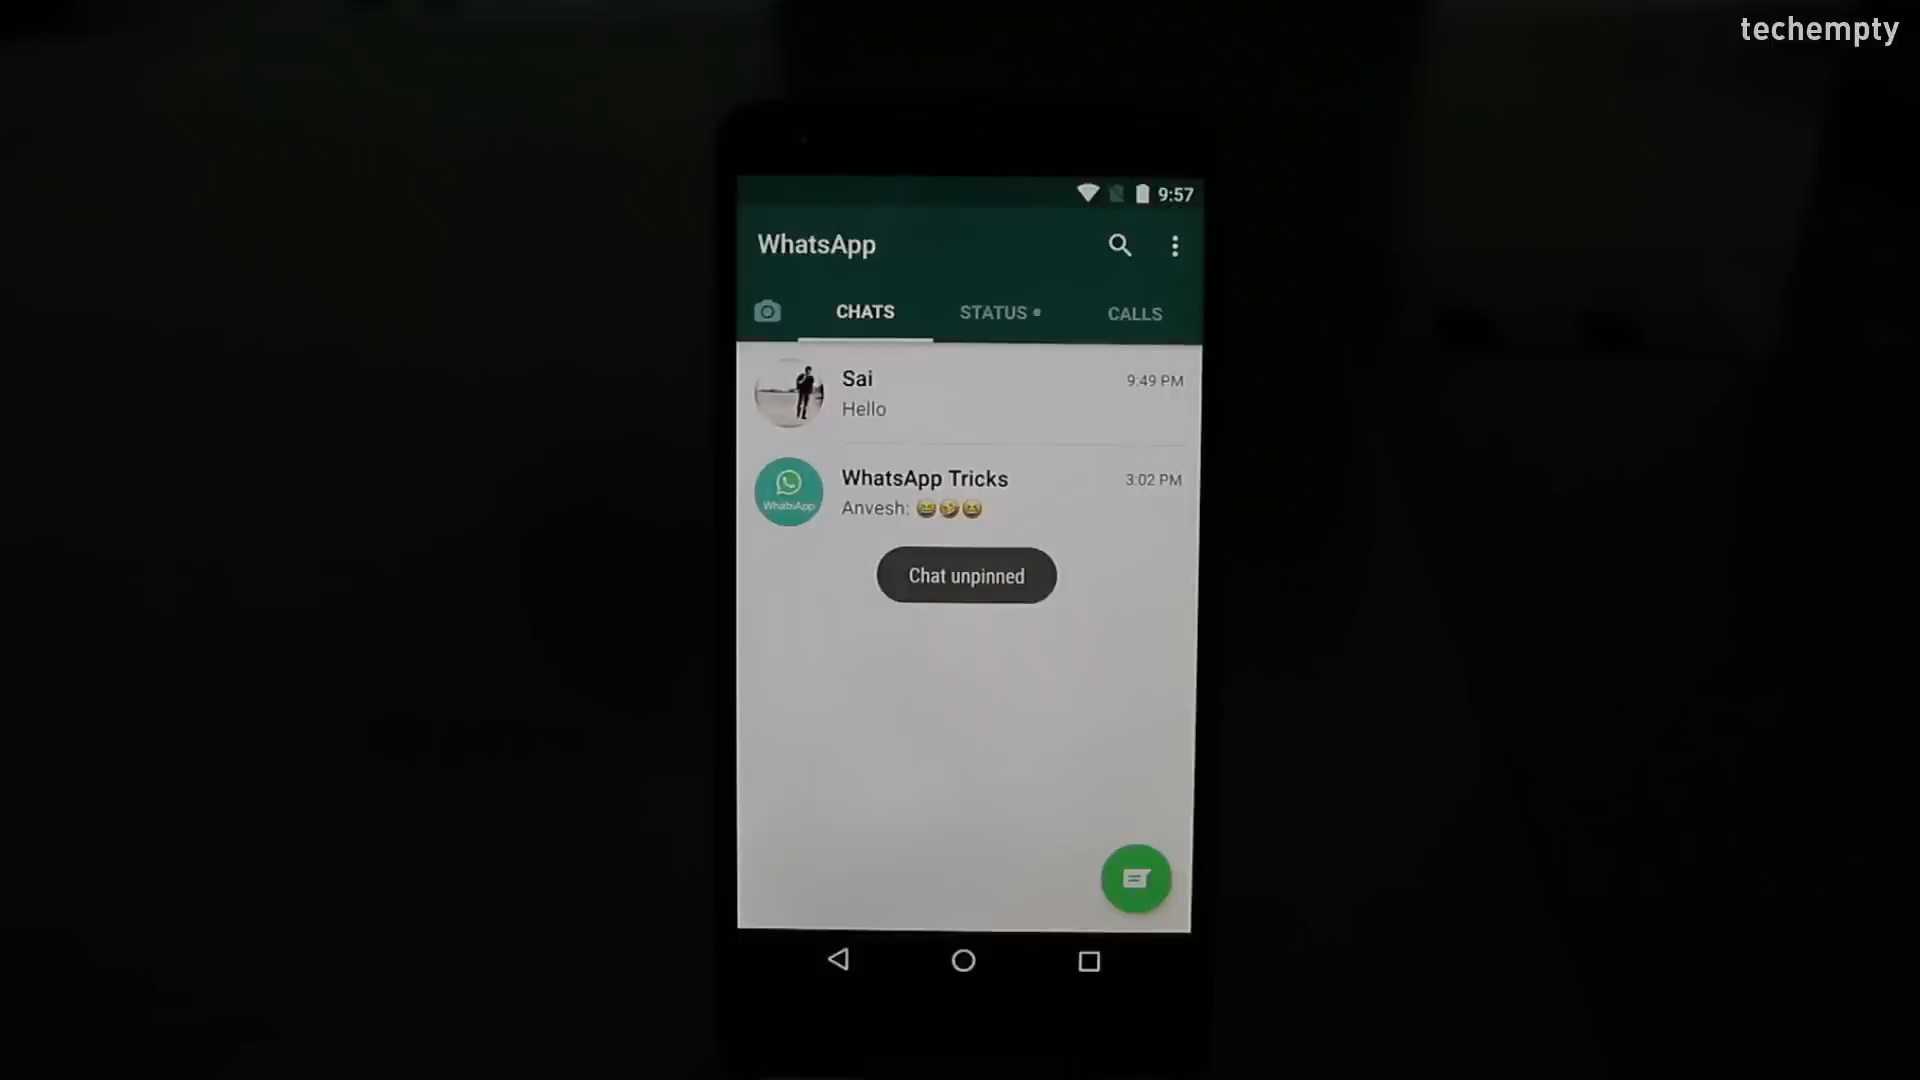 techempty
9:57
WhatsApp
CHATS STATUS CALLS
Sai 9:49 PM
Hello
WhatsApp Tricks 3:02 PM
WhatsApp
Anvesh: 😄🤣😄
Chat unpinned